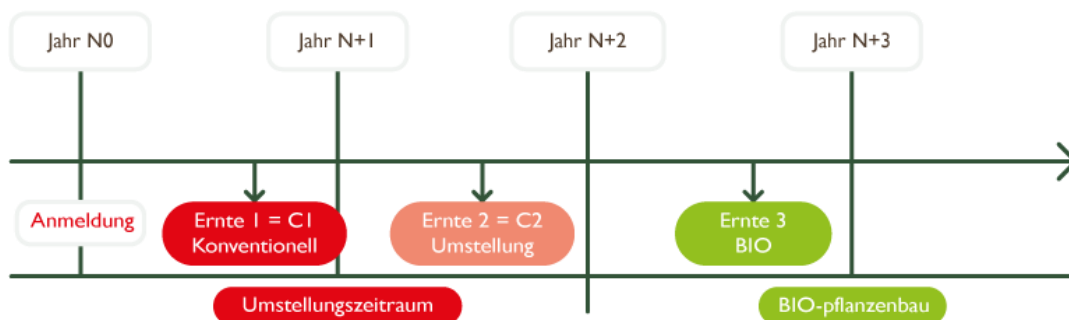 Jahr N0
Jahr N+1
Jahr N+2
Jahr N+3
Anmeldung
Ernte 1 = C1
Konventionell
Ernte 2 = C2
Umstellung
Ernte 3
BIO
Umstellungszeitraum
BIO-pflanzenbau